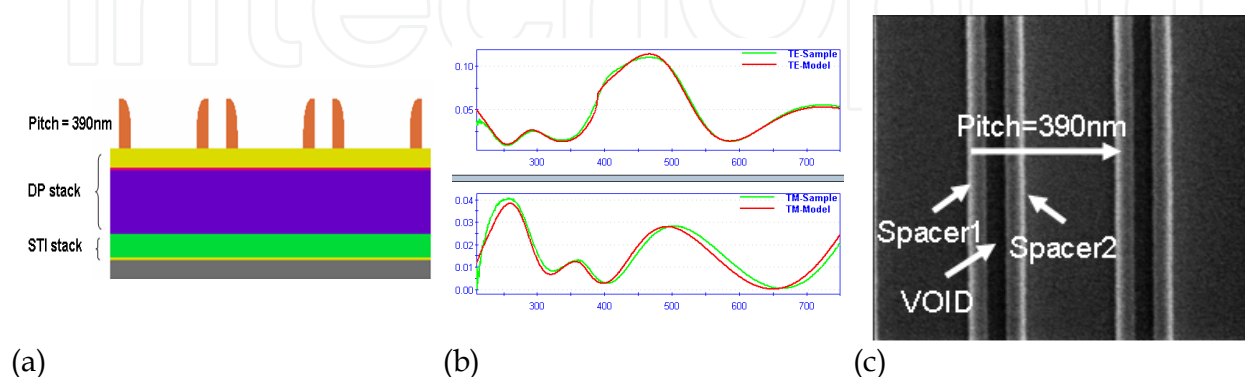 Pitch = 390nm
DP stack
STI stack
(a)
TE-Sample
TE-Model
0.10
0.05
300 400 500 600 700
TM-Sample
TM-Model
0.04
0.03
0.02
0.01
0.00
300 400 500 600 700
(b)
Pitch=390nm
Spacer1
Spacer2
VOID
(c)